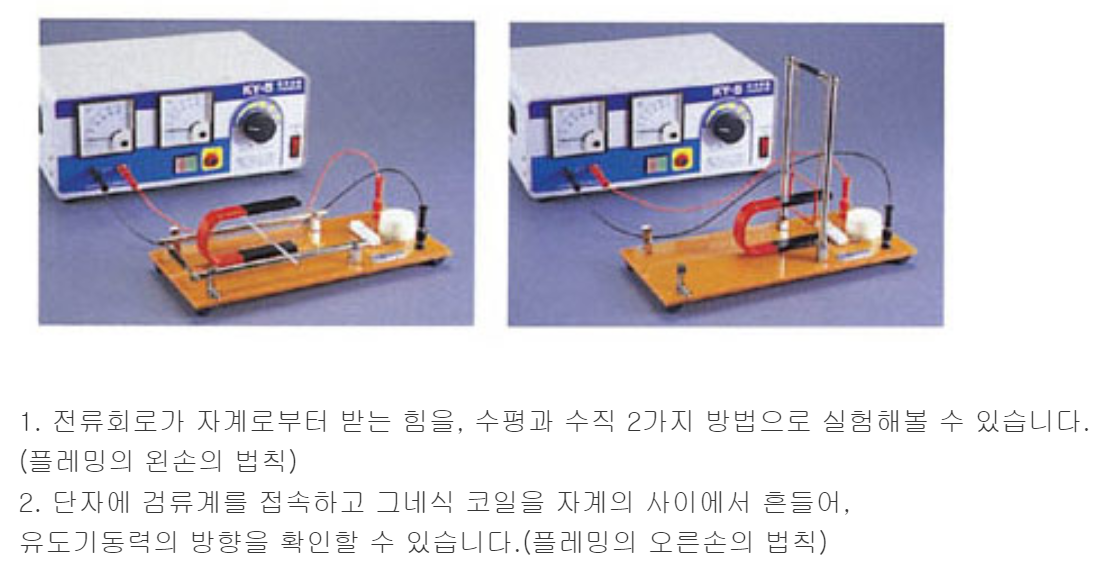 KY-B
KY-B
1. 전류회로가 자계로부터 받는 힘을, 수평과 수직 2가지 방법으로 실험해볼 수 있습니다.
(플레밍의 왼손의 법칙)
2. 단자에 검류계를 접속하고 그네식 코일을 자계의 사이에서 흔들어,
유도기동력의 방향을 확인할 수 있습니다.(플레밍의 오른손의 법칙)